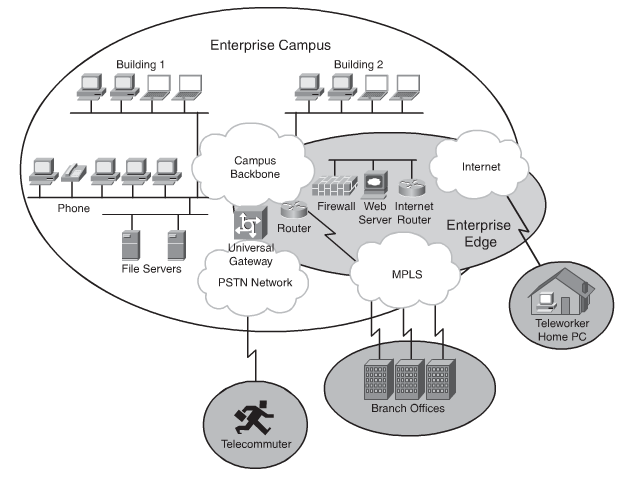 Enterprise Campus
Building 1
Building 2
Campus
Backbone
Internet
Firewall
Web
Server
Internet
Router
Phone
Router
Enterprise
Edge
File Servers
Universal
Gateway
PSTN Network
MPLS
Teleworker
Home PC
Branch Offices
Telecommuter